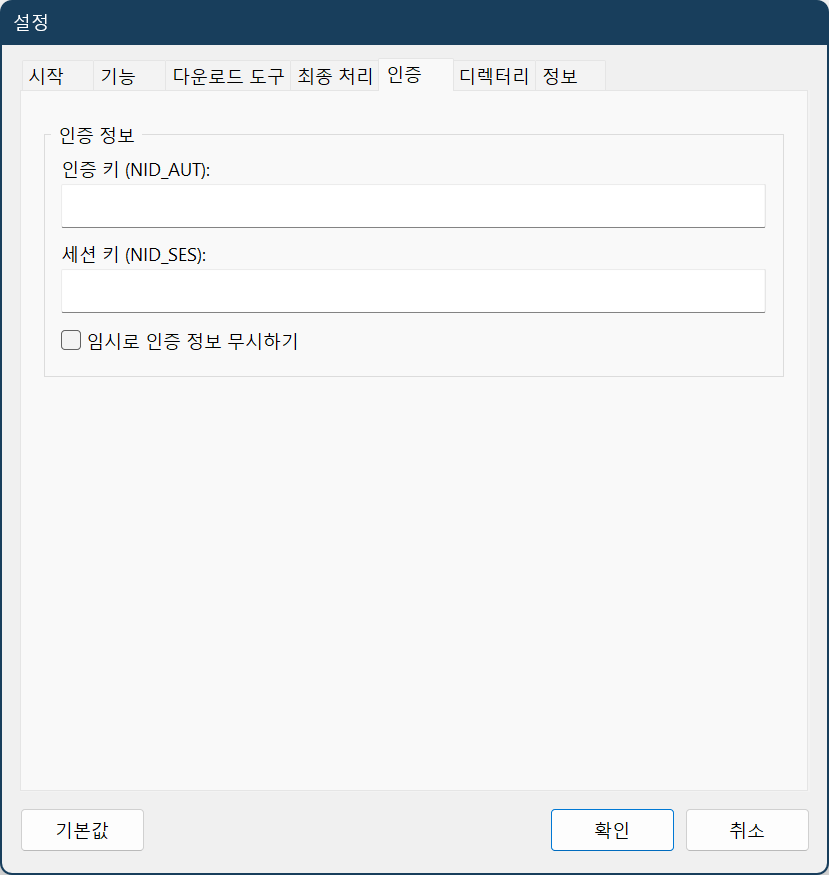 설정
시작 기능 다운로드 도구 최종 처리 인증 디렉터리 정보
인증 정보
인증 키 (NID_AUT):
세션 키 (NID_SES):
임시로 인증 정보 무시하기
기본값 확인 취소